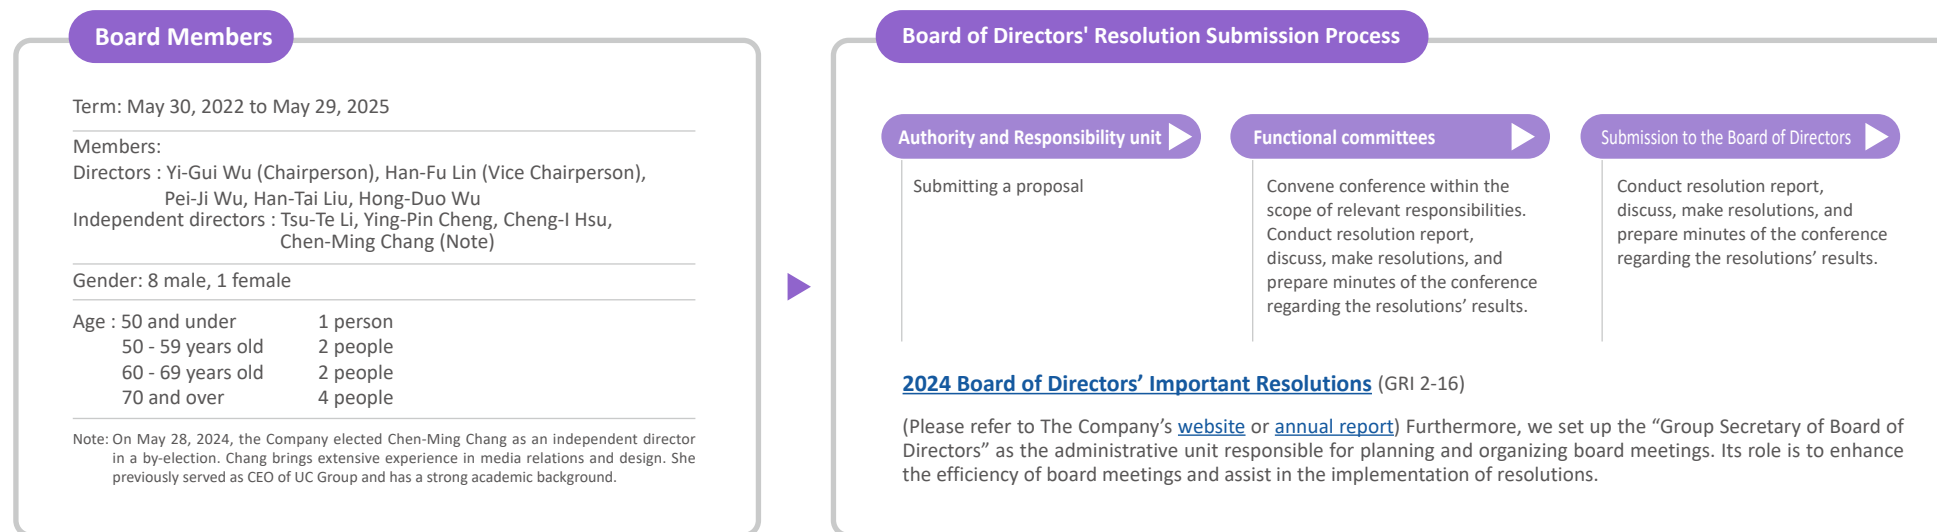 Board Members
Term: May 30, 2022 to May 29, 2025
Members:
Directors : Yi-Gui Wu (Chairperson), Han-Fu Lin (Vice Chairperson),
Pei-Ji Wu, Han-Tai Liu, Hong-Duo Wu
Independent directors : Tsu-Te Li, Ying-Pin Cheng, Cheng-I Hsu,
Chen-Ming Chang (Note)
Gender: 8 male, 1 female
Age : 50 and under 1 person
50 - 59 years old 2 people
60 - 69 years old 2 people
70 and over 4 people
Note: On May 28, 2024, the Company elected Chen-Ming Chang as an independent director
in a by-election. Chang brings extensive experience in media relations and design. She
previously served as CEO of UC Group and has a strong academic background.
Board of Directors' Resolution Submission Process
Authority and Responsibility unit
Submitting a proposal
Functional committees
Convene conference within the
scope of relevant responsibilities.
Conduct resolution report,
discuss, make resolutions, and
prepare minutes of the conference
regarding the resolutions’ results.
Submission to the Board of Directors
Conduct resolution report,
discuss, make resolutions, and
prepare minutes of the conference
regarding the resolutions’ results.
2024 Board of Directors’ Important Resolutions (GRI 2-16)
(Please refer to The Company’s website or annual report) Furthermore, we set up the “Group Secretary of Board of
Directors” as the administrative unit responsible for planning and organizing board meetings. Its role is to enhance
the efficiency of board meetings and assist in the implementation of resolutions.